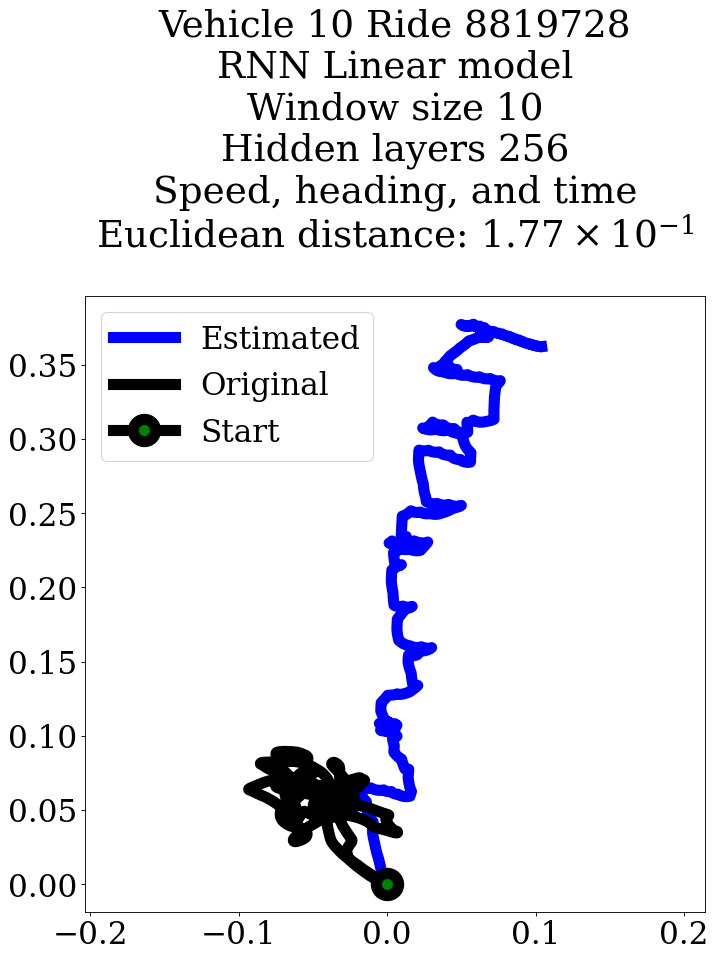 Vehicle 10 Ride 8819728
RNN Linear model
Window size 10
Hidden layers 256
Speed, heading, and time
Euclidean distance: 1.77 × 10⁻¹
Estimated
Original
Start
0.35
0.30
0.25
0.20
0.15
0.10
0.05
0.00
−0.2 −0.1 0.0 0.1 0.2